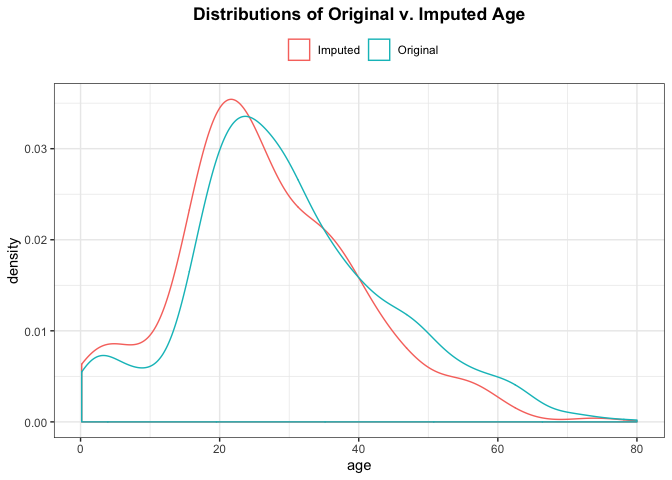 Distributions of Original v. Imputed Age
Imputed Original
density
0.03
0.02
0.01
0.00
0 20 40 60 80
age